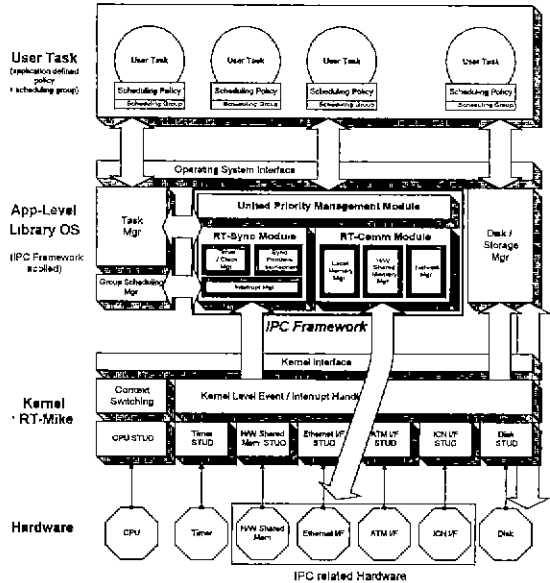 User Task
(application defined
policy
+ scheduling group)
User Task
User Task
User Task
User Task
Scheduling Policy
Scheduling Policy
Scheduling Policy
Scheduling Policy
Scheduling Group
Scheduling Group
Scheduling Group
Scheduling Group
Operating System Interface
App-Level
Library OS
(IPC Framework
applied)
Task
Mgr
Group Scheduling
Mgr
United Priority Management Module
RT-Sync Module
RT-Comm Module
Timer
/ Clock
Mgr
Sync
Interrupt Mgr
Local
Memory Mgr
H/W
Shared
Memory Mgr
Network
Mgr
Disk /
Storage
Mgr
IPC Framework
Kernel Interface
Kernel
RT-Mike
Context
Switching
Kernel Level Event / Interrupt Handl
CPU STUD
Timer
STUD
H/W Shared
Mem STUD
Ethernet I/F
STUD
ATM I/F
STUD
ICN I/F
STUD
Disk
STUD
Hardware
CPU
Timer
H/W Shared
Mem
Ethernet I/F
ATM I/F
ICN I/F
Disk
IPC related Hardware